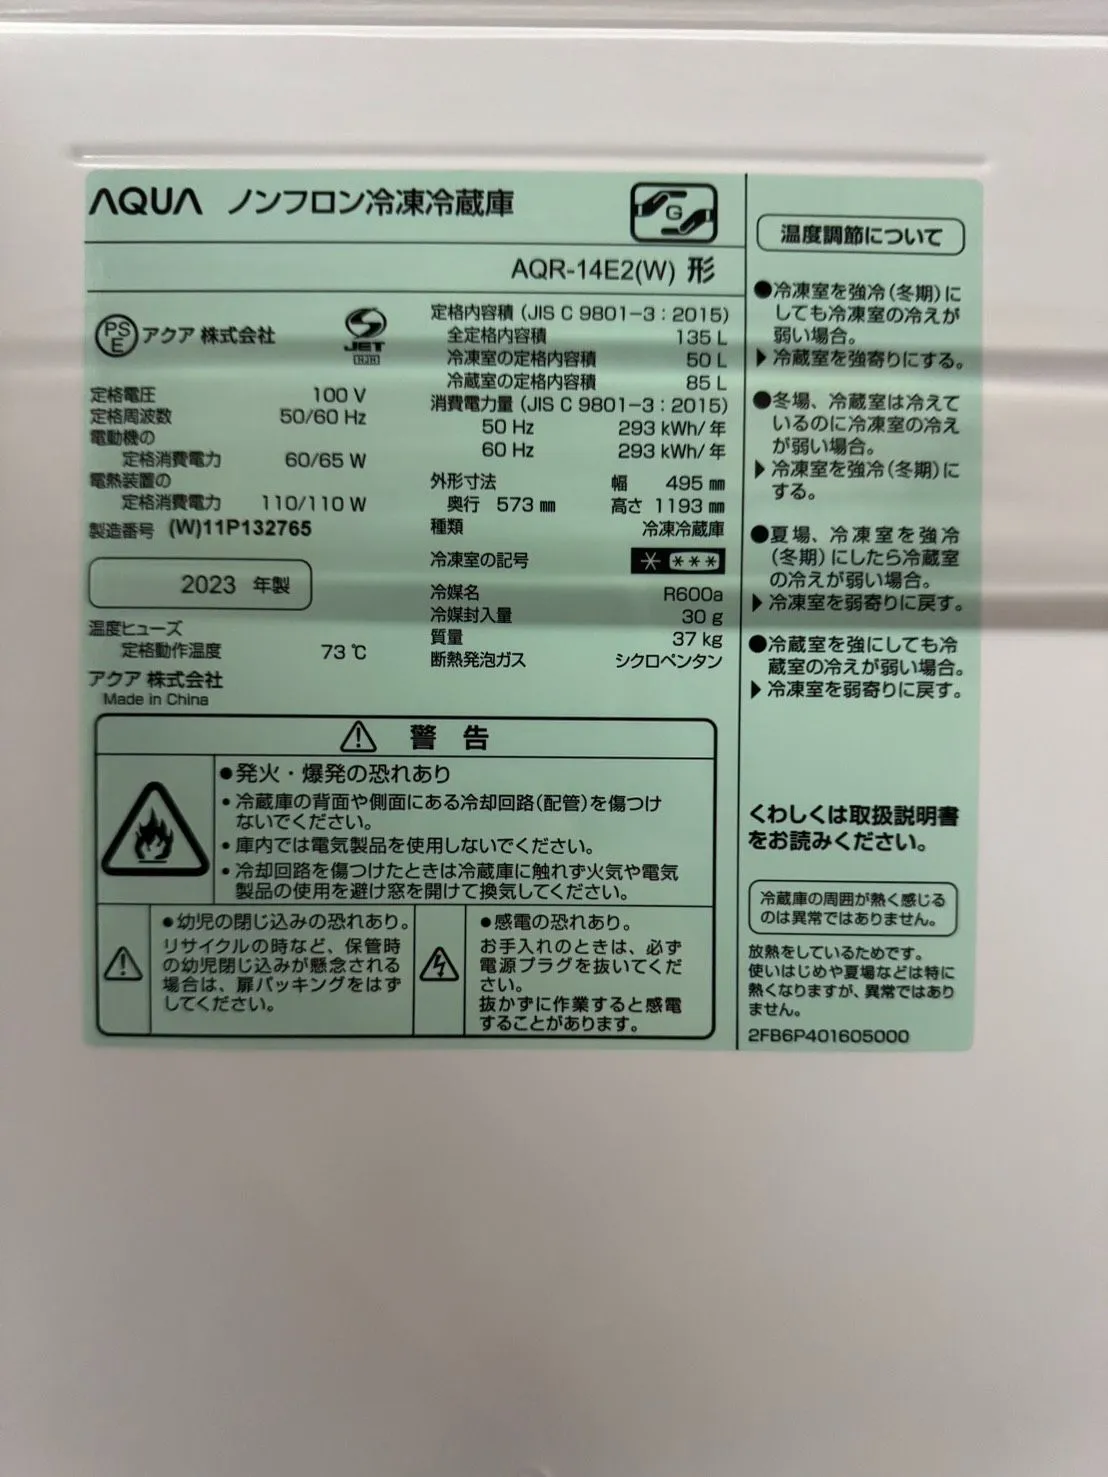 AQUA ノンフロン冷凍冷蔵庫
G
AQR-14E2(W) 形
PS
E
アクア 株式会社
JET
定格電圧 100 V
定格周波数 50/60 Hz
電動機の
定格消費電力 60/65 W
電熱装置の
定格消費電力 110/110 W
製造番号 (W)11P132765
2023 年製
温度ヒューズ
定格動作温度 73 ℃
アクア 株式会社
Made in China
定格内容積 (JIS C 9801-3 : 2015)
全定格内容積 135 L
冷凍室の定格内容積 50 L
冷蔵室の定格内容積 85 L
消費電力量 (JIS C 9801-3 : 2015)
50 Hz 293 kWh/年
60 Hz 293 kWh/年
外形寸法 幅 495 ㎜
奥行 573 ㎜ 高さ 1193 ㎜
種類 冷凍冷蔵庫
冷凍室の記号
冷媒名 R600a
冷媒封入量 30 g
質量 37 kg
断熱発泡ガス シクロペンタン
警 告
●発火・爆発の恐れあり
・冷蔵庫の背面や側面にある冷却回路(配管)を傷つけ
ないでください。
・庫内では電気製品を使用しないでください。
・冷却回路を傷つけたときは冷蔵庫に触れず火気や電気
製品の使用を避け窓を開けて換気してください。
●幼児の閉じ込みの恐れあり。
リサイクルの時など、保管時
の幼児閉じ込みが懸念される
場合は、扉パッキングをはず
してください。
●感電の恐れあり。
お手入れのときは、必ず
電源プラグを抜いてくだ
さい。
抜かずに作業すると感電
することがあります。
温度調節について
●冷凍室を強冷(冬期)に
しても冷凍室の冷えが
弱い場合。
▶冷蔵室を強寄りにする。
●冬場、冷蔵室は冷えて
いるのに冷凍室の冷え
が弱い場合。
▶冷凍室を強冷(冬期)に
する。
●夏場、冷凍室を強冷
(冬期)にしたら冷蔵室
の冷えが弱い場合。
▶冷凍室を弱寄りに戻す。
●冷蔵室を強にしても冷
蔵室の冷えが弱い場合。
▶冷凍室を弱寄りに戻す。
くわしくは取扱説明書
をお読みください。
冷蔵庫の周囲が熱く感じる
のは異常ではありません。
放熱をしているためです。
使いはじめや夏場などは特に
熱くなりますが、異常ではあり
ません。
2FB6P401605000